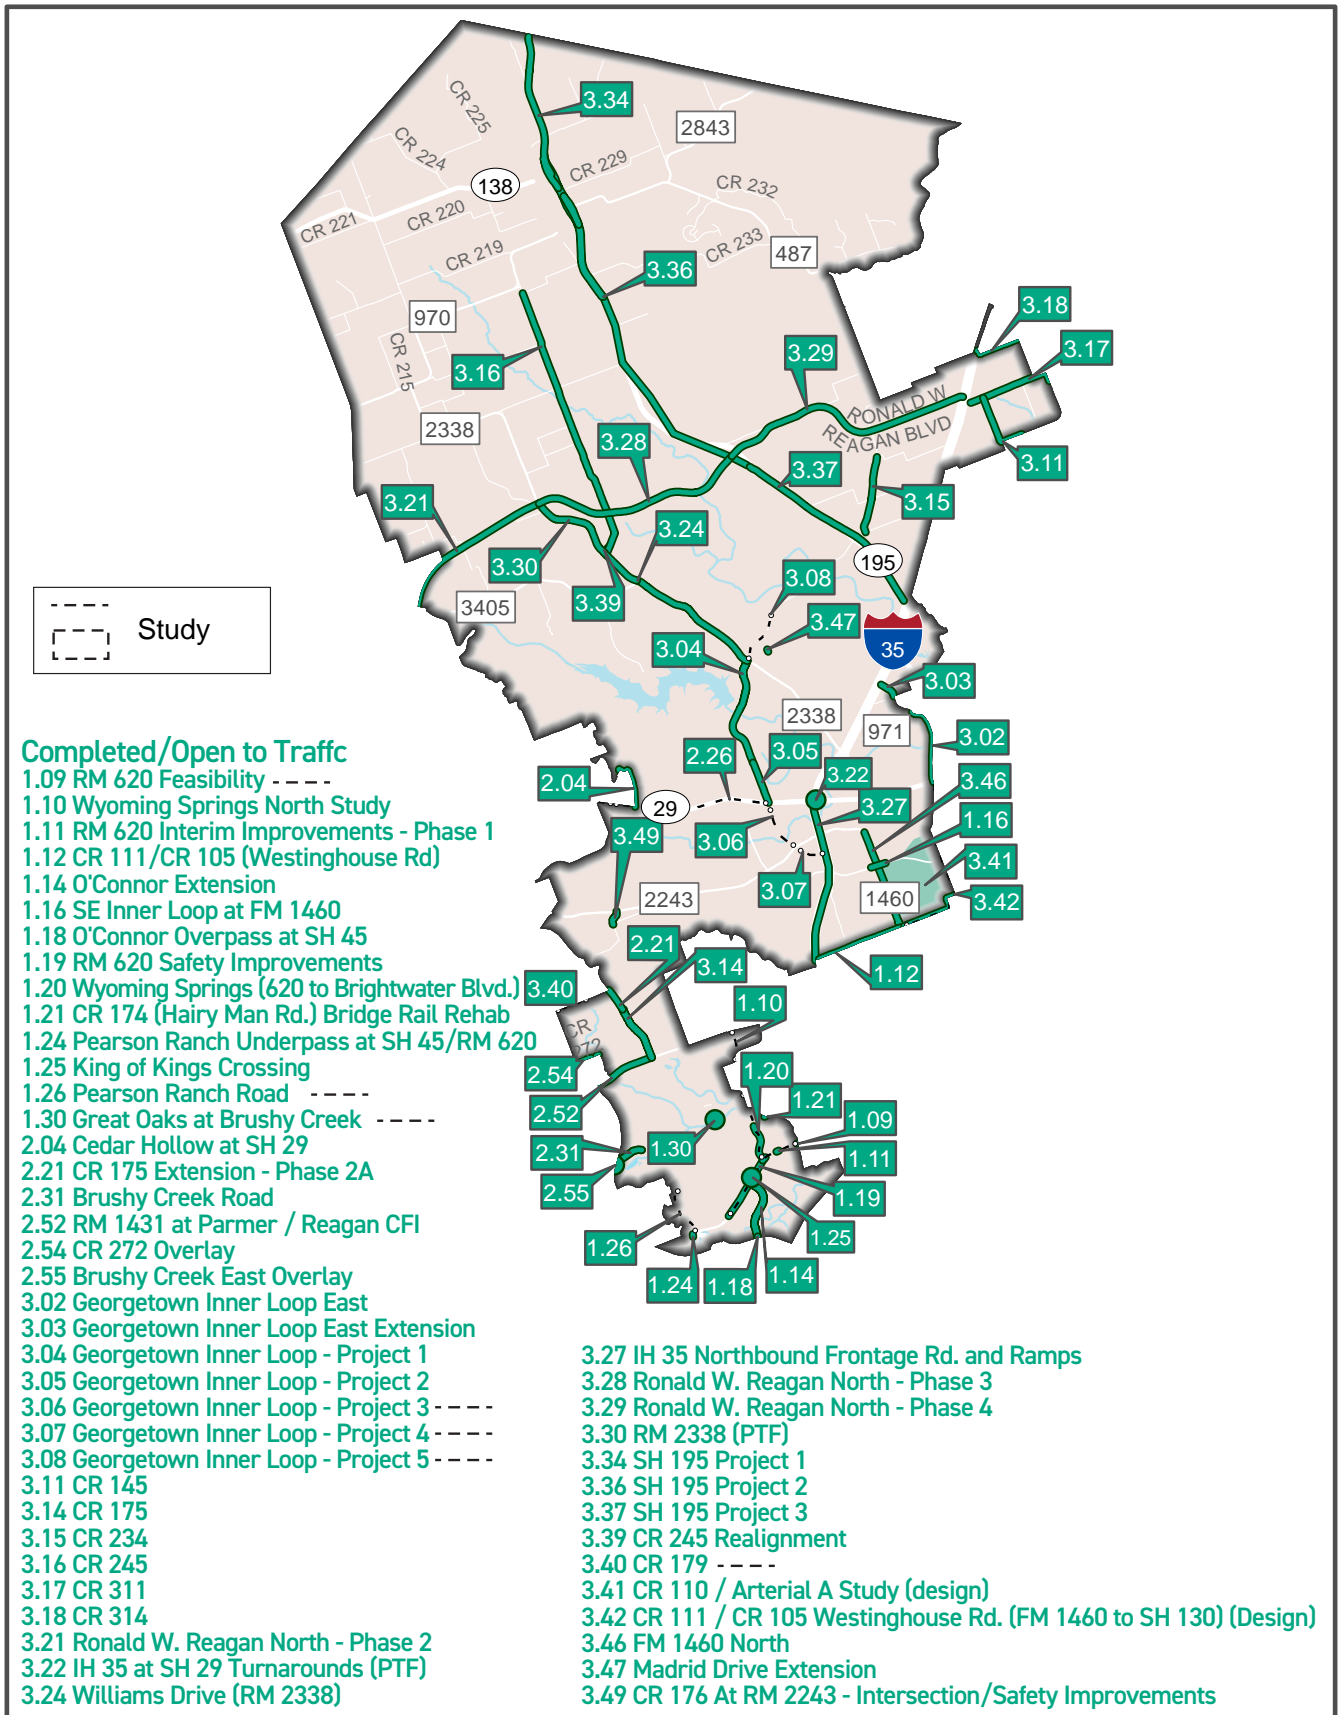 3.34
2843
CR 225
CR 224
CR 229
138
CR 232
CR 221
CR 220
CR 233
487
CR 219
3.36
970
3.18
3.17
CR 215
3.16
3.29
RONALD W
REAGAN BLVD
2338
3.28
3.11
3.37
3.21
3.15
3.24
3.30
195
3.08
3405
3.39
3.47
35
3.04
3.03
Study
2338
971
3.02
2.26
3.05
3.22
3.46
2.04
29
3.27
3.06
1.16
3.49
3.41
3.07
2243
1460
3.42
2.21
3.14
1.12
3.40
1.10
CR
272
2.54
1.20
2.52
1.21
1.09
2.31
1.30
1.11
2.55
1.19
1.26
1.25
1.24
1.18
1.14
Completed/Open to Traffc
1.09 RM 620 Feasibility - - - -
1.10 Wyoming Springs North Study
1.11 RM 620 Interim Improvements - Phase 1
1.12 CR 111/CR 105 (Westinghouse Rd)
1.14 O'Connor Extension
1.16 SE Inner Loop at FM 1460
1.18 O'Connor Overpass at SH 45
1.19 RM 620 Safety Improvements
1.20 Wyoming Springs (620 to Brightwater Blvd.)
1.21 CR 174 (Hairy Man Rd.) Bridge Rail Rehab
1.24 Pearson Ranch Underpass at SH 45/RM 620
1.25 King of Kings Crossing
1.26 Pearson Ranch Road - - - -
1.30 Great Oaks at Brushy Creek - - - -
2.04 Cedar Hollow at SH 29
2.21 CR 175 Extension - Phase 2A
2.31 Brushy Creek Road
2.52 RM 1431 at Parmer / Reagan CFI
2.54 CR 272 Overlay
2.55 Brushy Creek East Overlay
3.02 Georgetown Inner Loop East
3.03 Georgetown Inner Loop East Extension
3.04 Georgetown Inner Loop - Project 1
3.05 Georgetown Inner Loop - Project 2
3.06 Georgetown Inner Loop - Project 3 - - - -
3.07 Georgetown Inner Loop - Project 4 - - - -
3.08 Georgetown Inner Loop - Project 5 - - - -
3.11 CR 145
3.14 CR 175
3.15 CR 234
3.16 CR 245
3.17 CR 311
3.18 CR 314
3.21 Ronald W. Reagan North - Phase 2
3.22 IH 35 at SH 29 Turnarounds (PTF)
3.24 Williams Drive (RM 2338)
3.27 IH 35 Northbound Frontage Rd. and Ramps
3.28 Ronald W. Reagan North - Phase 3
3.29 Ronald W. Reagan North - Phase 4
3.30 RM 2338 (PTF)
3.34 SH 195 Project 1
3.36 SH 195 Project 2
3.37 SH 195 Project 3
3.39 CR 245 Realignment
3.40 CR 179 - - - -
3.41 CR 110 / Arterial A Study (design)
3.42 CR 111 / CR 105 Westinghouse Rd. (FM 1460 to SH 130) (Design)
3.46 FM 1460 North
3.47 Madrid Drive Extension
3.49 CR 176 At RM 2243 - Intersection/Safety Improvements